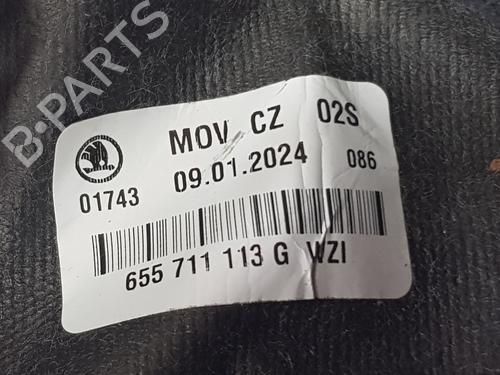 B-PARTS
MOV CZ 02S
01743 09.01.2024 086
655 711 113 G WZI